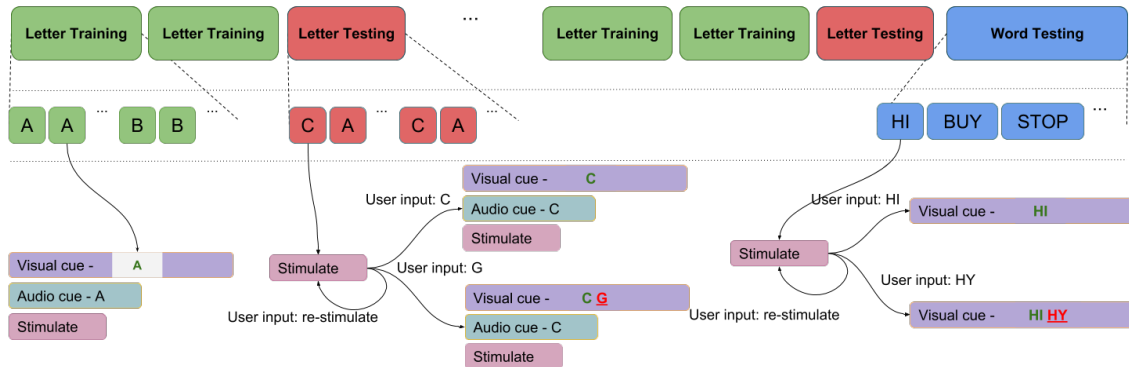 Letter Training Letter Training Letter Testing ... Letter Training Letter Training Letter Testing Word Testing
A A ... B B ... C A ... C A ... HI BUY STOP ...
Visual cue - A
Audio cue - A
Stimulate
Stimulate
User input: re-stimulate
User input: C
Visual cue - C
Audio cue - C
Stimulate
User input: G
Visual cue - C G
Audio cue - C
Stimulate
Stimulate
User input: re-stimulate
User input: HI
Visual cue - HI
User input: HY
Visual cue - HI HY